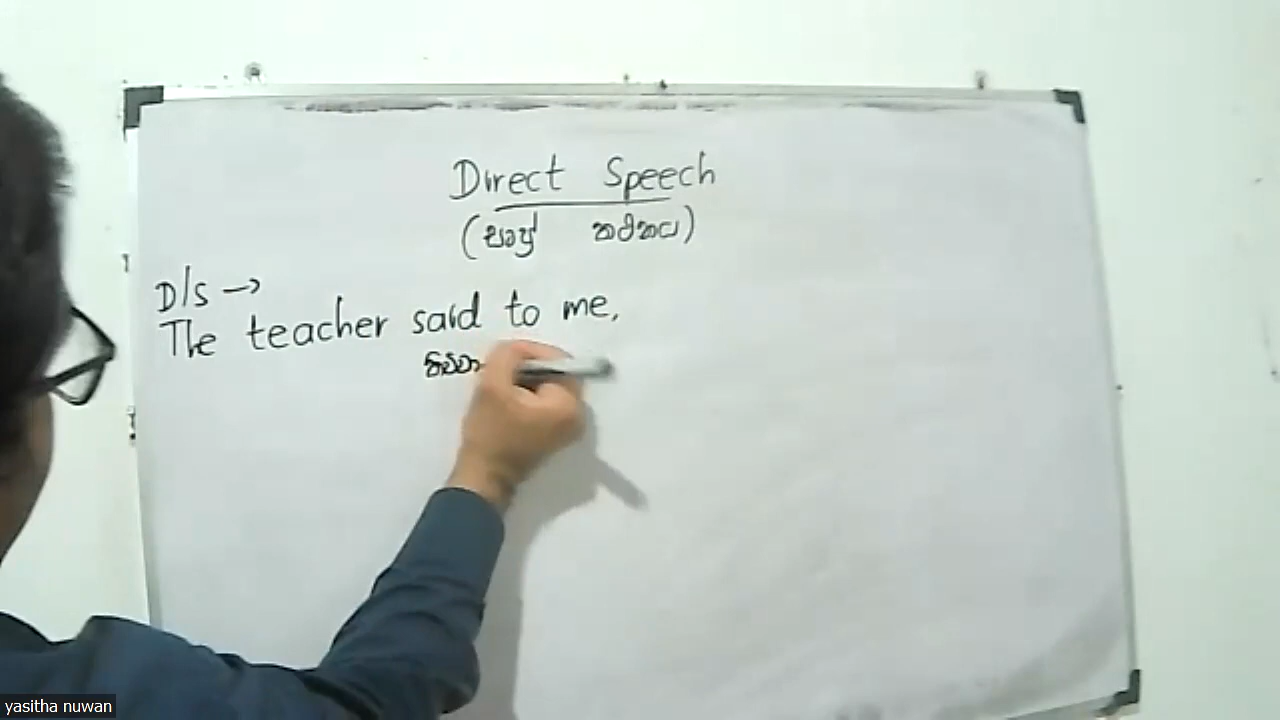 Direct Speech
(සෘජු කථනය)
D/S →
The teacher said to me,
කිව්වා
yasitha nuwan